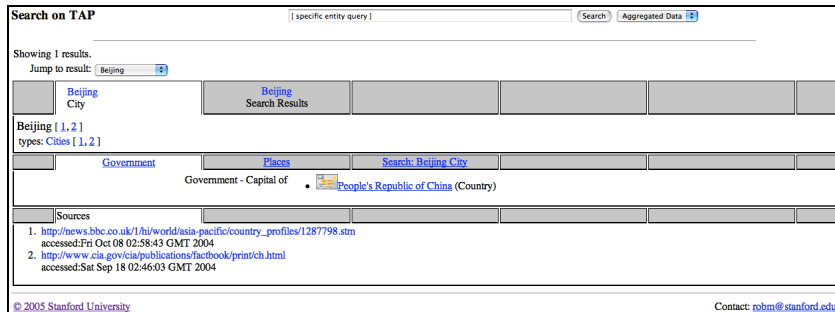 Search on TAP [ specific entity query ] Search Aggregated Data
Showing 1 results.
Jump to result: Beijing
Beijing Beijing
City Search Results
Beijing [ 1, 2 ]
types: Cities [ 1, 2 ]
Government Places Search: Beijing City
Government - Capital of • People's Republic of China (Country)
Sources
1. http://news.bbc.co.uk/1/hi/world/asia-pacific/country_profiles/1287798.stm
accessed:Fri Oct 08 02:58:43 GMT 2004
2. http://www.cia.gov/cia/publications/factbook/print/ch.html
accessed:Sat Sep 18 02:46:03 GMT 2004
© 2005 Stanford University Contact: robm@stanford.edu